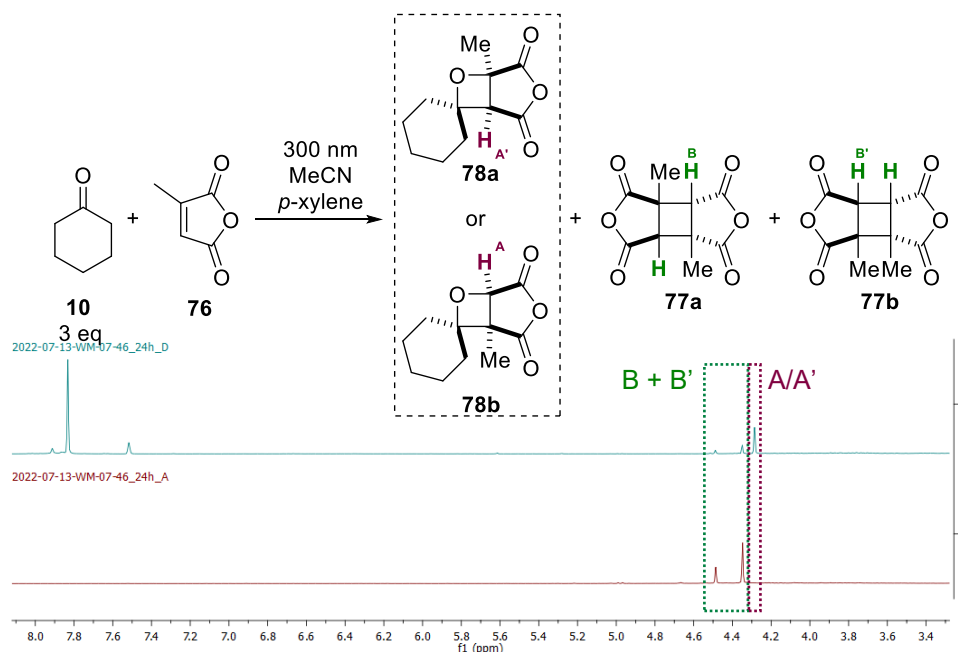 Me O
O
O
O
H A'
78a
or
H A
O O
O
Me O
78b
O
10
3 eq
+
O
O
O
76
300 nm
MeCN
p-xylene
+
O Me H B O
O O
O H Me O
77a
+
O H B' H O
O O
O Me Me O
77b
2022-07-13-WM-07-46_24h_D
B + B’
A/A’
2022-07-13-WM-07-46_24h_A
8.0 7.8 7.6 7.4 7.2 7.0 6.8 6.6 6.4 6.2 6.0 5.8 5.6 5.4 5.2 5.0 4.8 4.6 4.4 4.2 4.0 3.8 3.6 3.4
f1 (ppm)